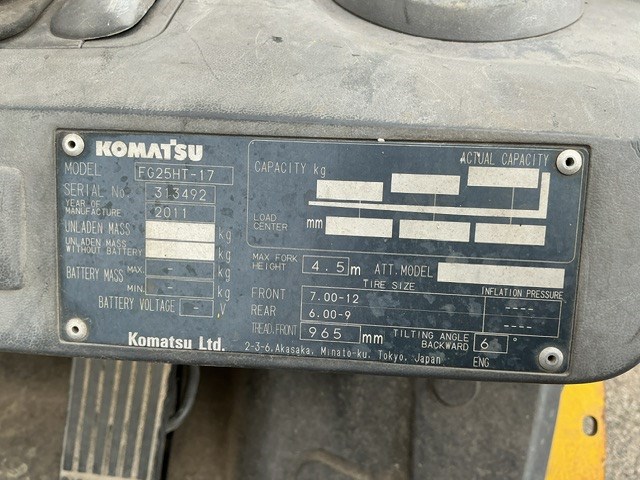 KOMATSU
MODEL FG25HT-17
SERIAL No. 313492
YEAR OF MANUFACTURE 2011
UNLADEN MASS kg
UNLADEN MASS WITHOUT BATTERY kg
BATTERY MASS MAX. - kg
MIN. - kg
BATTERY VOLTAGE - V
Komatsu Ltd.
2-3-6, Akasaka, Minato-ku, Tokyo, Japan
ENG
CAPACITY kg
ACTUAL CAPACITY
LOAD CENTER mm
MAX FORK HEIGHT 4.5 m
ATT. MODEL
TIRE SIZE
INFLATION PRESSURE
FRONT 7.00-12 ----
REAR 6.00-9 ----
TREAD, FRONT 965 mm
TILTING ANGLE BACKWARD 6 °